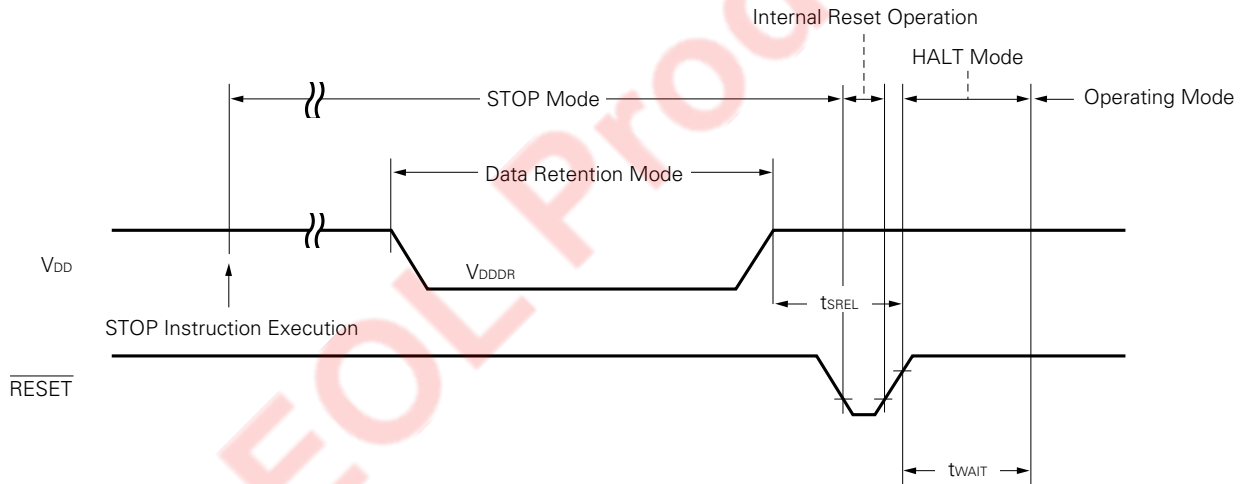 Internal Reset Operation
HALT Mode
STOP Mode
Operating Mode
Data Retention Mode
VDD
VDDDR
tSREL
STOP Instruction Execution
RESET
tWAIT
EOL Prod